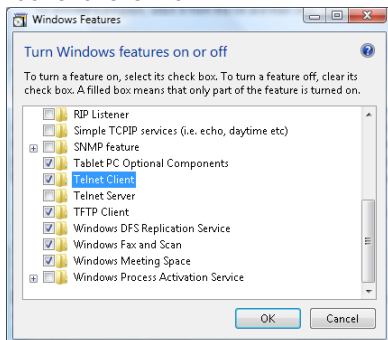 Windows Features
Turn Windows features on or off
To turn a feature on, select its check box. To turn a feature off, clear its
check box. A filled box means that only part of the feature is turned on.
RIP Listener
Simple TCPIP services (i.e. echo, daytime etc)
SNMP feature
Tablet PC Optional Components
Telnet Client
Telnet Server
TFTP Client
Windows DFS Replication Service
Windows Fax and Scan
Windows Meeting Space
Windows Process Activation Service
OK Cancel